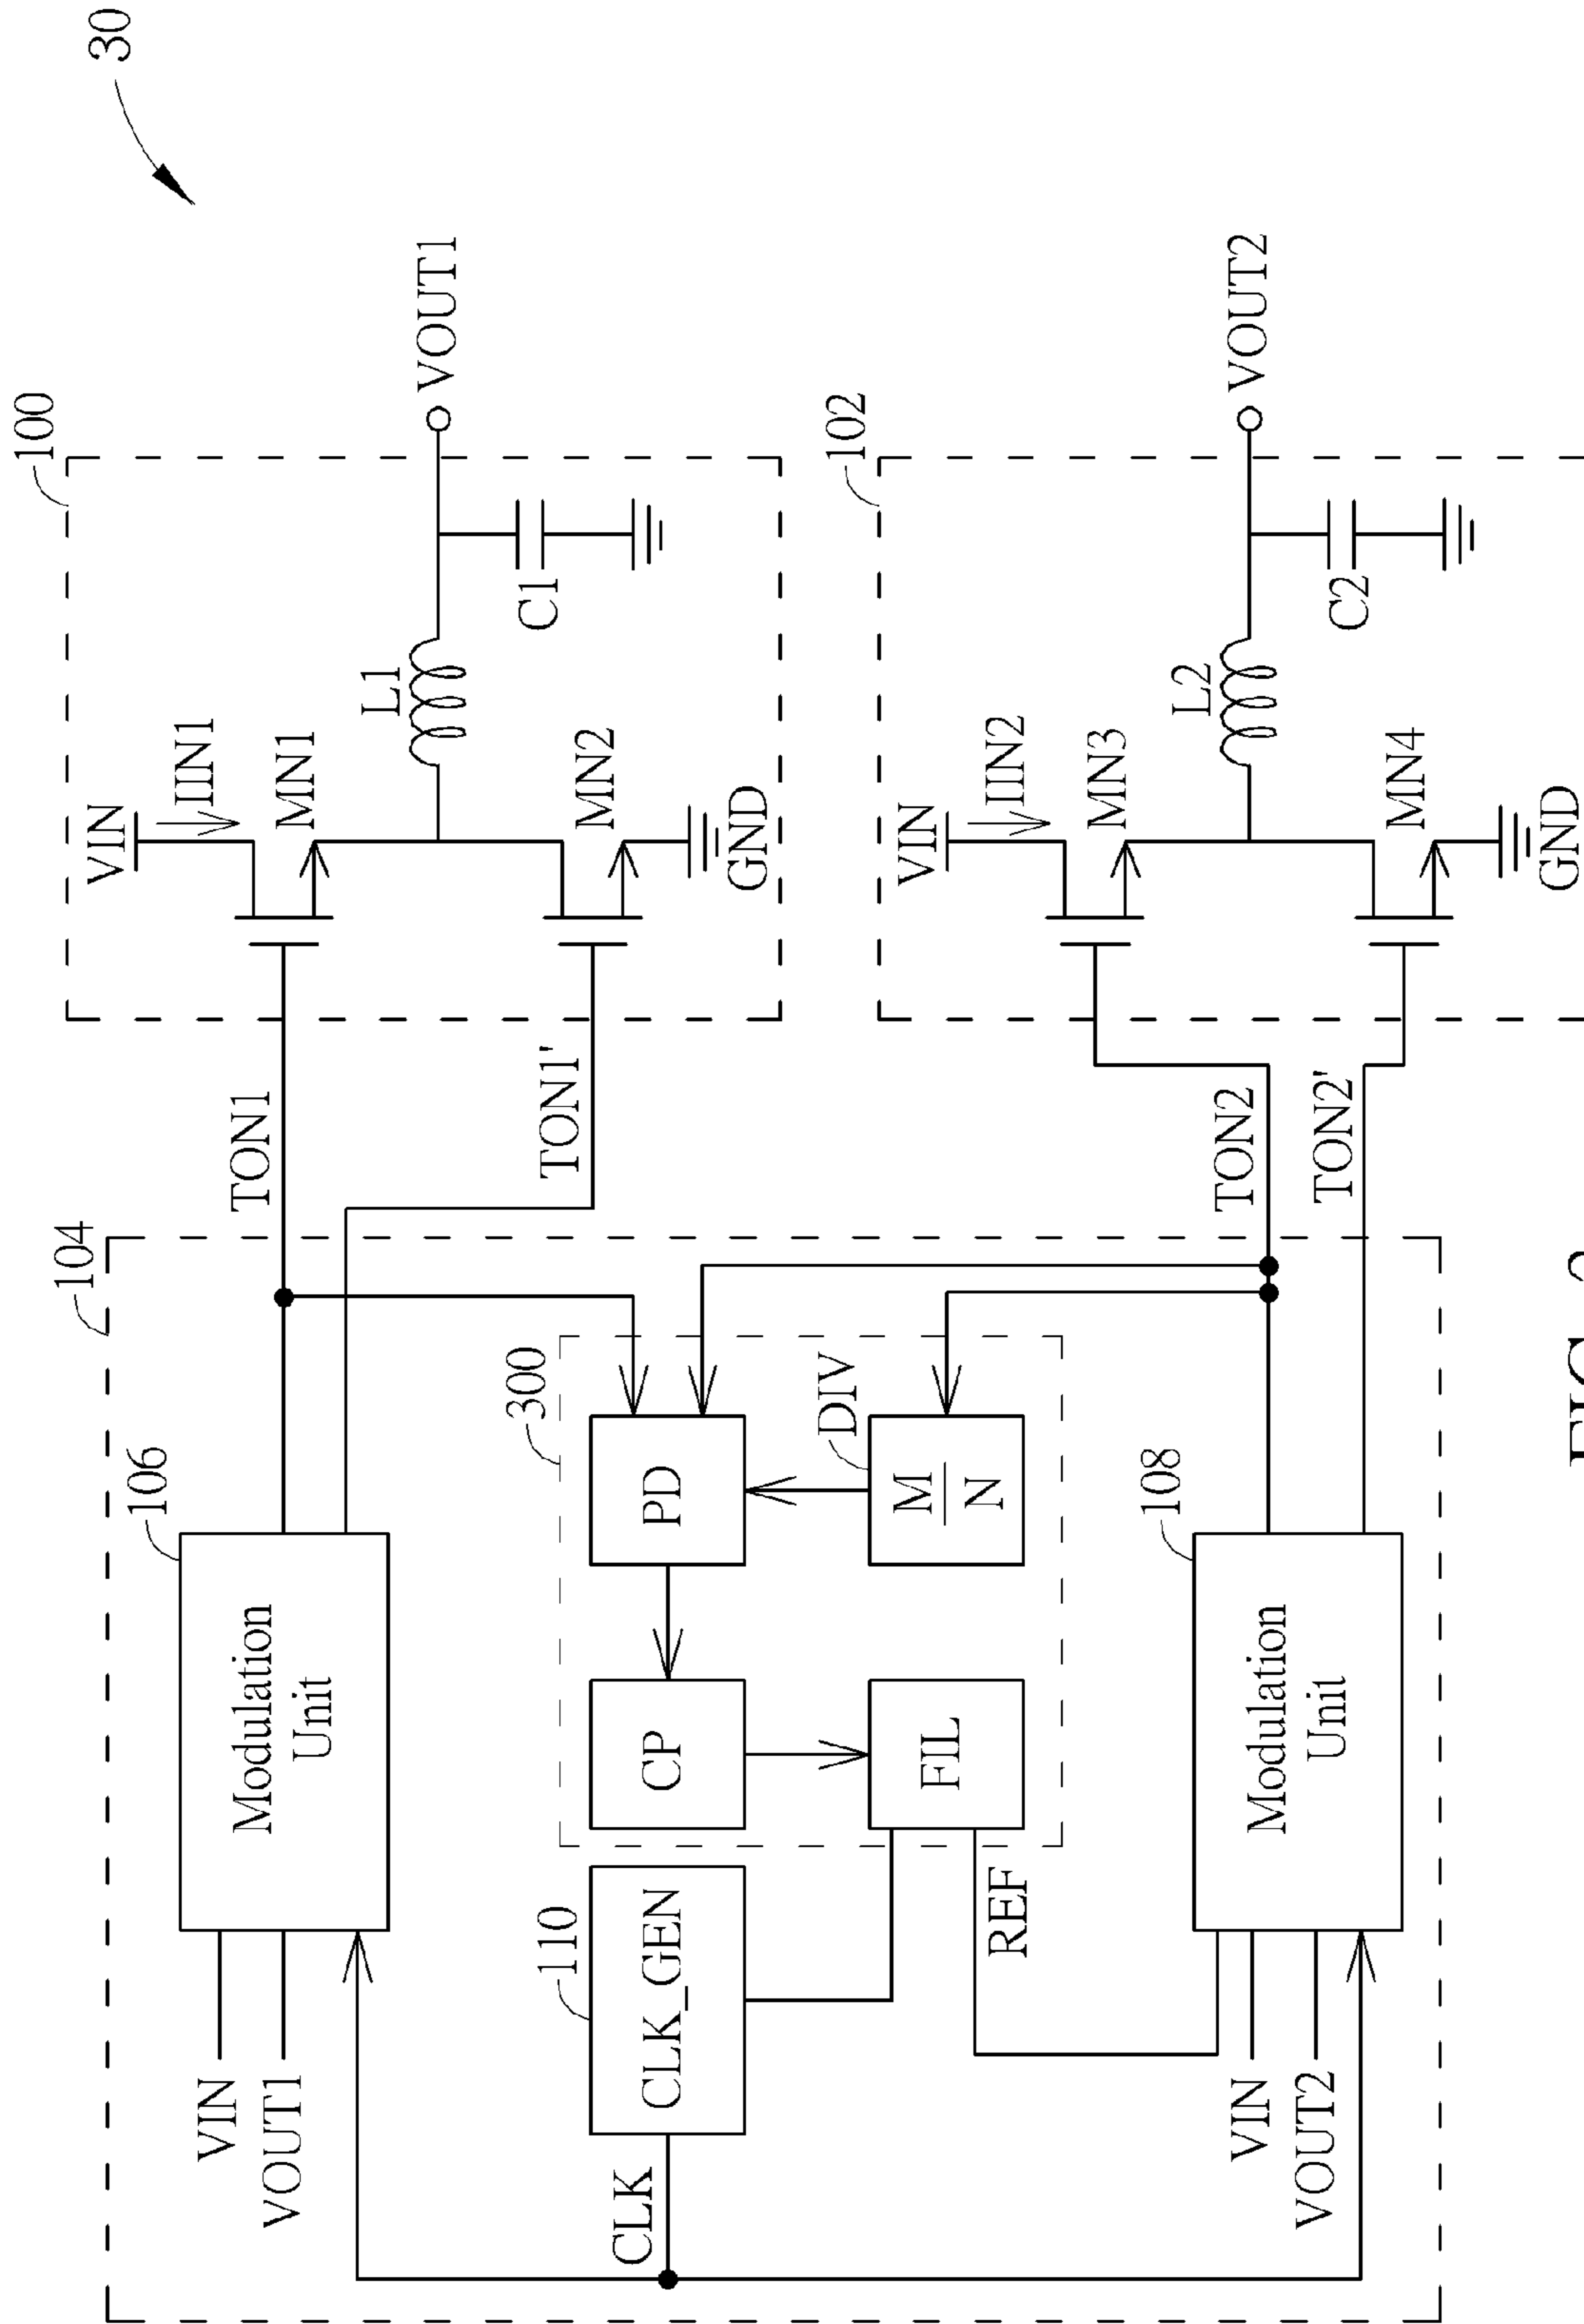 30
100
VIN
IIN1
MN1
L1
VOUT1
C1
MN2
GND
TON1
TON1'
104
106
Modulation
Unit
VIN
VOUT1
300
PD
CP
DIV
M
N
FIL
110
CLK_GEN
CLK
REF
108
Modulation
Unit
VIN
VOUT2
TON2
TON2'
102
VIN
IIN2
MN3
L2
VOUT2
C2
MN4
GND
FIG.